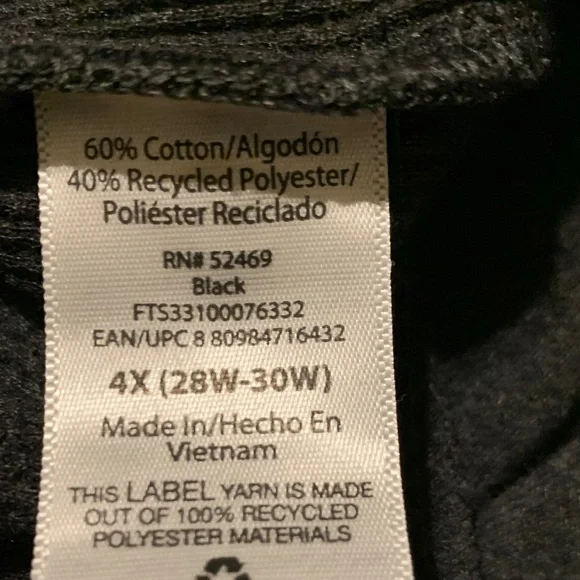 60% Cotton/Algodón
40% Recycled Polyester/
Poliéster Reciclado
RN# 52469
Black
FTS33100076332
EAN/UPC 8 80984716432
4X (28W-30W)
Made In/Hecho En
Vietnam
THIS LABEL YARN IS MADE
OUT OF 100% RECYCLED
POLYESTER MATERIALS